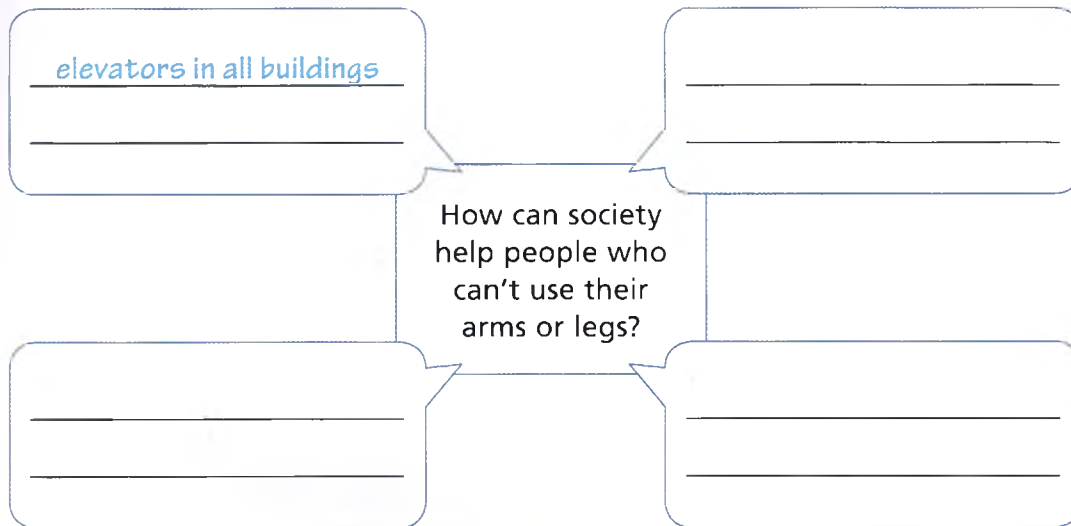 elevators in all buildings
How can society
help people who
can't use their
arms or legs?